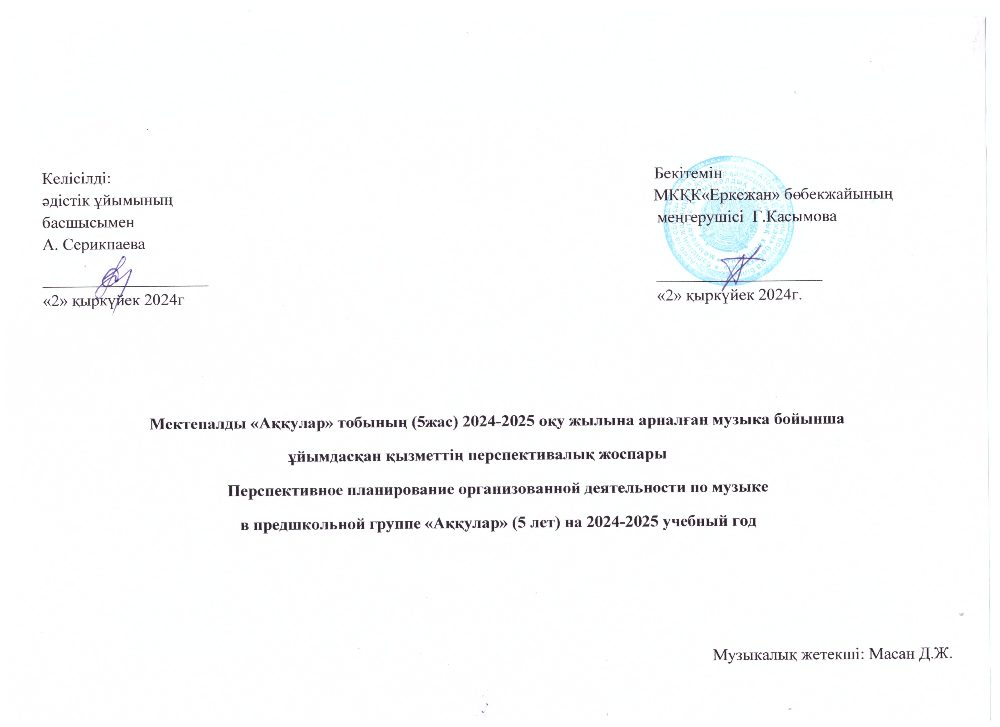 Келісілді:
әдістік ұйымының
басшысымен
А. Серикпаева
«2» қыркүйек 2024г
Бекітемін
МКҚК«Еркежан» бөбекжайының
меңгерушісі Г.Касымова
«2» қыркүйек 2024г.
Мектепалды «Аққулар» тобының (5жас) 2024-2025 оқу жылына арналған музыка бойынша
ұйымдасқан қызметтің перспективалық жоспары
Перспективное планирование организованной деятельности по музыке
в предшкольной группе «Аққулар» (5 лет) на 2024-2025 учебный год
Музыкалық жетекші: Масан Д.Ж.